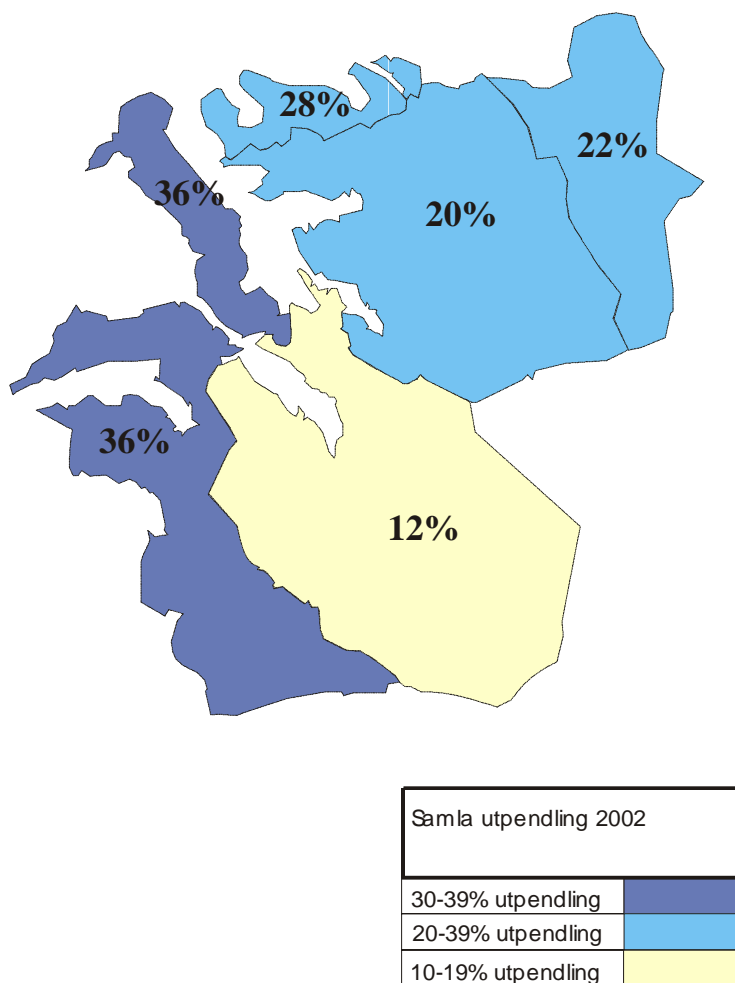 28%
22%
36%
20%
36%
12%
Samla utpendling 2002
30-39% utpendling
20-39% utpendling
10-19% utpendling